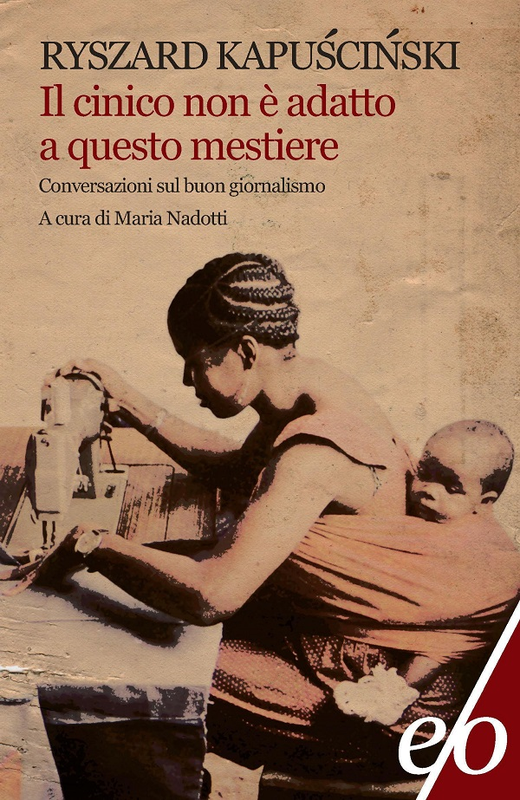 RYSZARD KAPUŚCIŃSKI
Il cinico non è adatto
a questo mestiere
Conversazioni sul buon giornalismo
A cura di Maria Nadotti
e/o